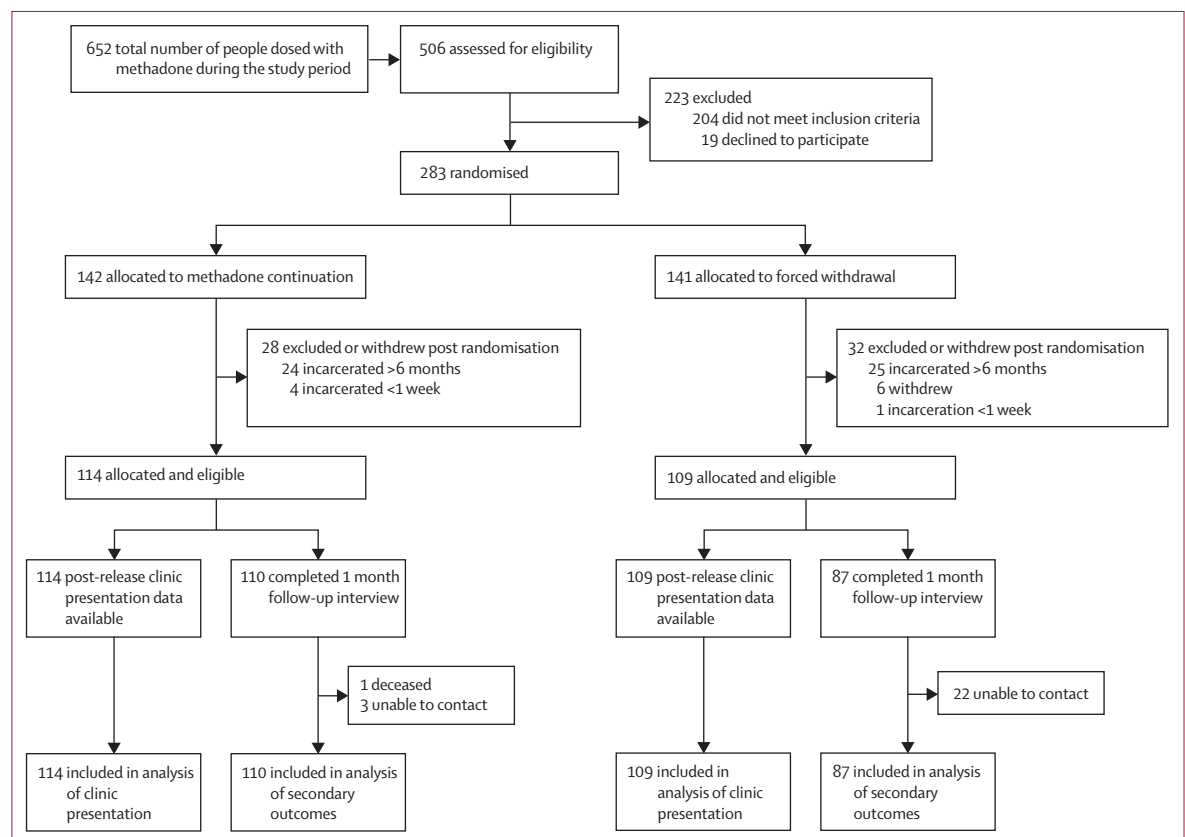 652 total number of people dosed with
methadone during the study period
506 assessed for eligibility
223 excluded
204 did not meet inclusion criteria
19 declined to participate
283 randomised
142 allocated to methadone continuation
141 allocated to forced withdrawal
28 excluded or withdrew post randomisation
24 incarcerated >6 months
4 incarcerated <1 week
32 excluded or withdrew post randomisation
25 incarcerated >6 months
6 withdrew
1 incarceration <1 week
114 allocated and eligible
109 allocated and eligible
114 post-release clinic
presentation data
available
110 completed 1 month
follow-up interview
109 post-release clinic
presentation data
available
87 completed 1 month
follow-up interview
1 deceased
3 unable to contact
22 unable to contact
114 included in analysis
of clinic
presentation
110 included in analysis
of secondary
outcomes
109 included in
analysis of clinic
presentation
87 included in analysis
of secondary
outcomes